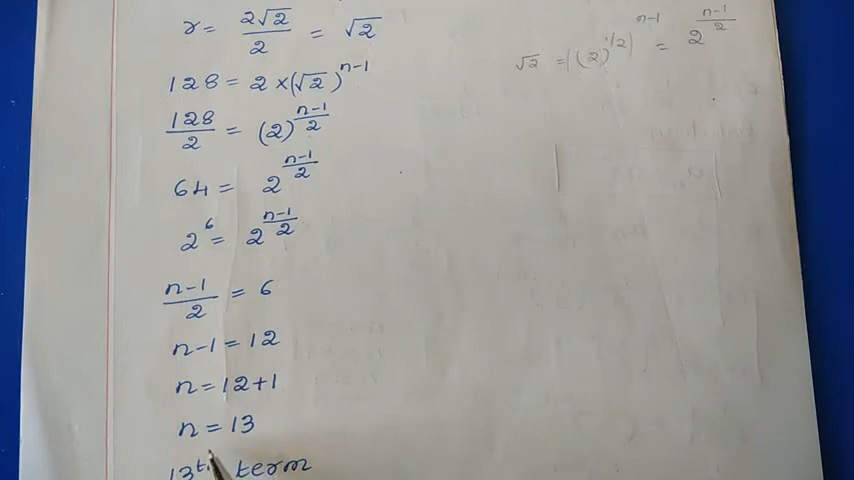 r = 2√2/2 = √2
√2 = (2)^1/2)^n-1 = 2^(n-1)/2
128 = 2 × (√2)^n-1
128/2 = (2)^(n-1)/2
64 = 2^(n-1)/2
2^6 = 2^(n-1)/2
n-1/2 = 6
n-1 = 12
n = 12+1
n = 13
13th term